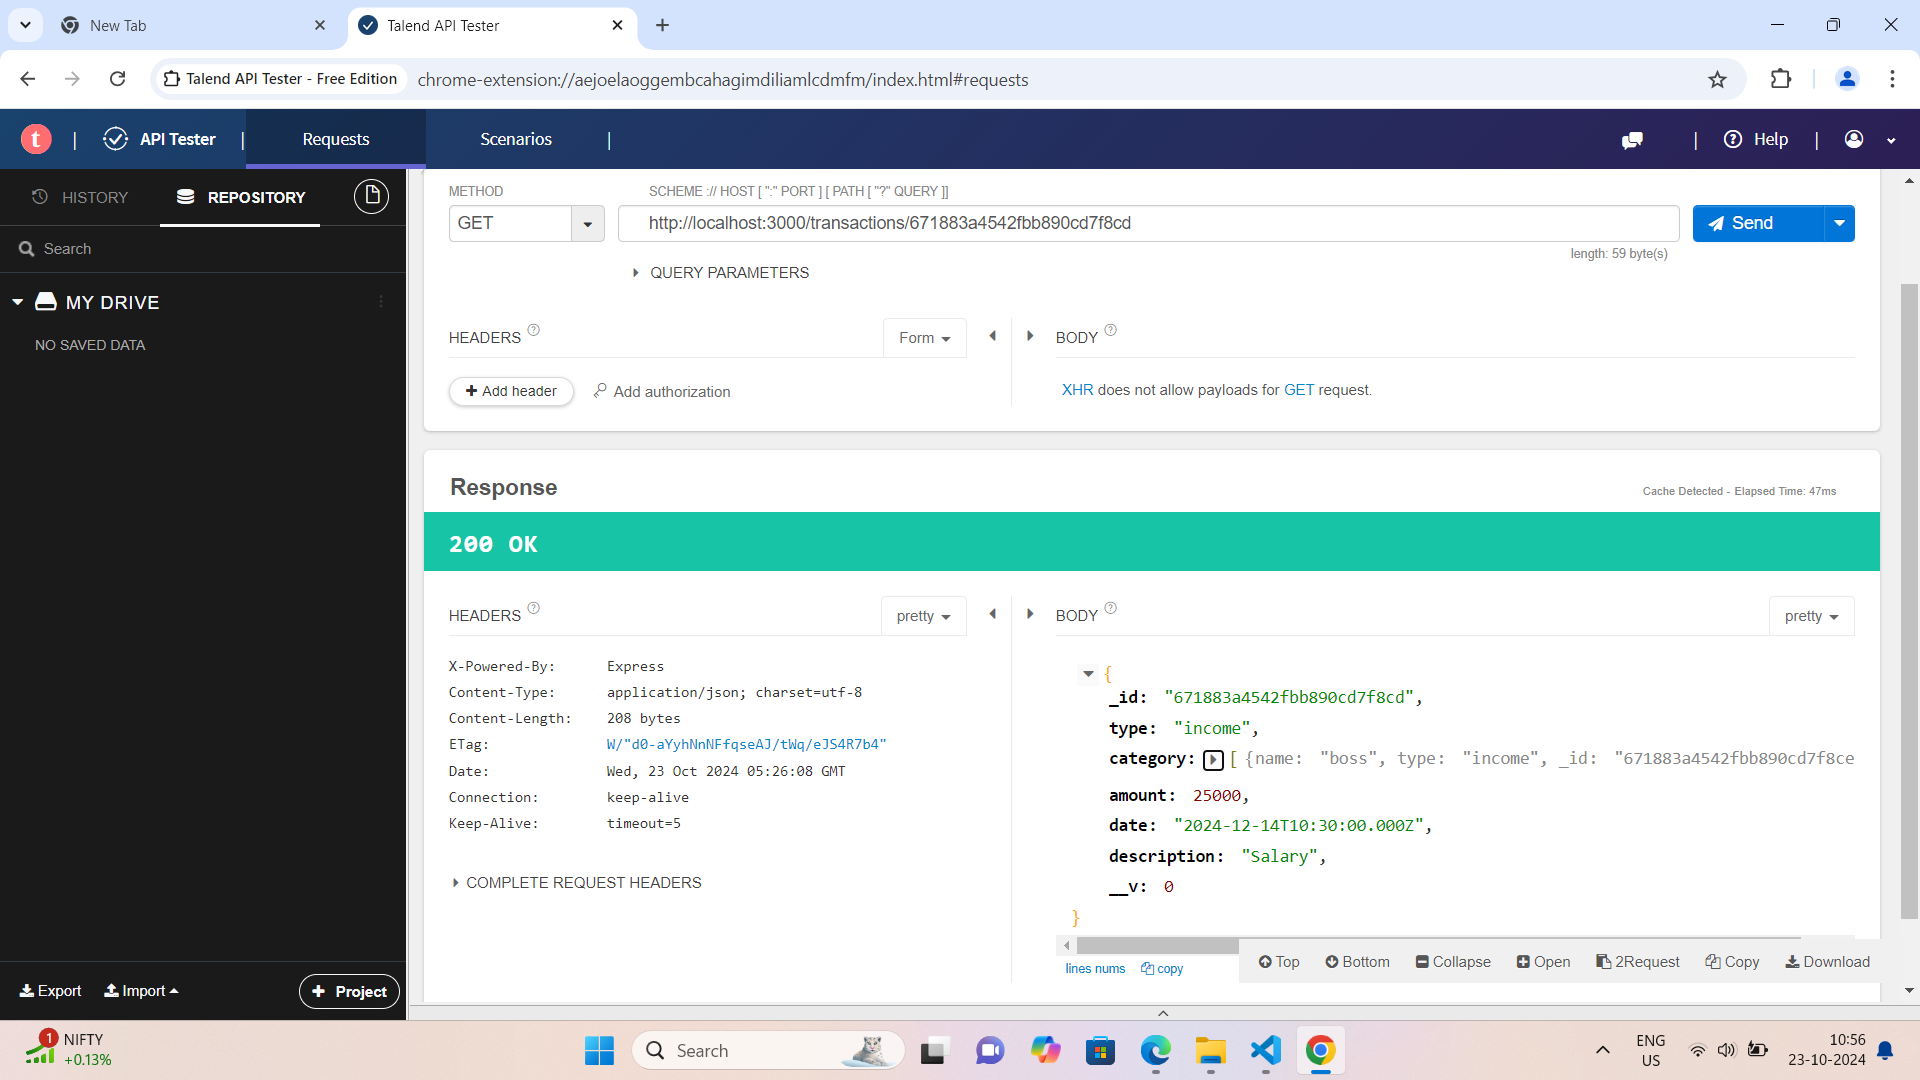 New Tab
Talend API Tester
Talend API Tester - Free Edition
chrome-extension://aejoelaoggembcahagimdiliamlcdmfm/index.html#requests
t | API Tester | Requests Scenarios | | Help |
HISTORY REPOSITORY
Search
MY DRIVE
NO SAVED DATA
METHOD
SCHEME :// HOST [ ":" PORT ] [ PATH [ "?" QUERY ]]
GET
http://localhost:3000/transactions/671883a4542fbb890cd7f8cd
Send
length: 59 byte(s)
QUERY PARAMETERS
HEADERS ?
Form
BODY ?
Add header
Add authorization
XHR does not allow payloads for GET request.
Response
Cache Detected - Elapsed Time: 47ms
200 OK
HEADERS ?
pretty
BODY ?
pretty
X-Powered-By: Express
Content-Type: application/json; charset=utf-8
Content-Length: 208 bytes
ETag: W/"d0-aYyhNnNFfqseAJ/tWq/eJS4R7b4"
Date: Wed, 23 Oct 2024 05:26:08 GMT
Connection: keep-alive
Keep-Alive: timeout=5
COMPLETE REQUEST HEADERS
{
_id: "671883a4542fbb890cd7f8cd",
type: "income",
category: [ {name: "boss", type: "income", _id: "671883a4542fbb890cd7f8ce
amount: 25000,
date: "2024-12-14T10:30:00.000Z",
description: "Salary",
__v: 0
}
lines nums copy
Top Bottom Collapse Open 2Request Copy Download
Export Import + Project
1
NIFTY
+0.13%
Search
ENG
US
10:56
23-10-2024